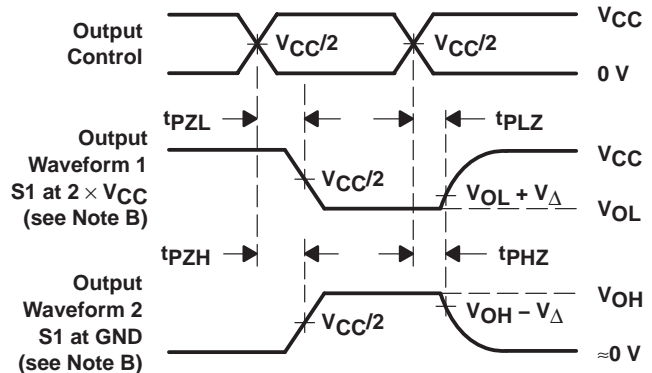 Output
Control
VCC/2
VCC/2
VCC
0 V
tPZL
tPLZ
Output
Waveform 1
S1 at 2 × VCC
(see Note B)
VCC/2
VOL + VΔ
VCC
VOL
tPZH
tPHZ
Output
Waveform 2
S1 at GND
(see Note B)
VCC/2
VOH − VΔ
VOH
≈0 V